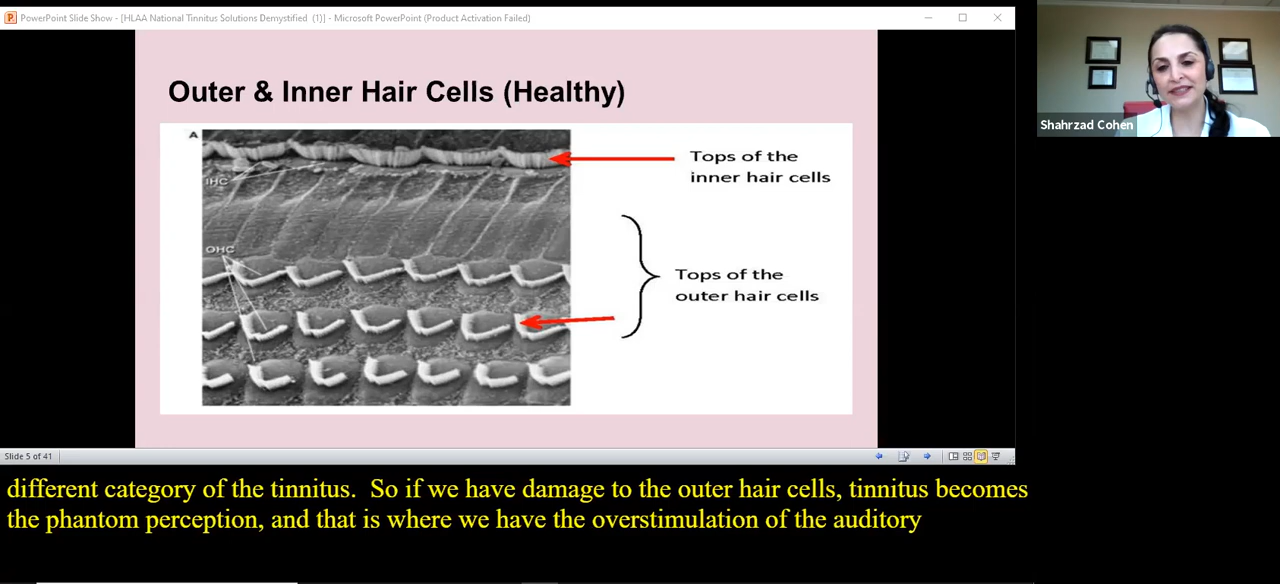 PowerPoint Slide Show - [HLAA National Tinnitus Solutions Demystified (1)] - Microsoft PowerPoint (Product Activation Failed)
Outer & Inner Hair Cells (Healthy)
A
Tops of the
inner hair cells
IHC
OHC
Tops of the
outer hair cells
Shahrzad Cohen
Slide 5 of 41
different category of the tinnitus. So if we have damage to the outer hair cells, tinnitus becomes
the phantom perception, and that is where we have the overstimulation of the auditory